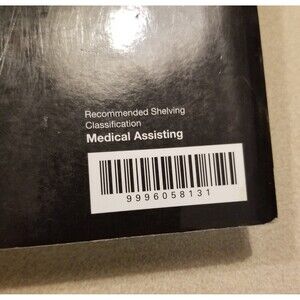 Recommended Shelving
Classification
Medical Assisting
9996058131